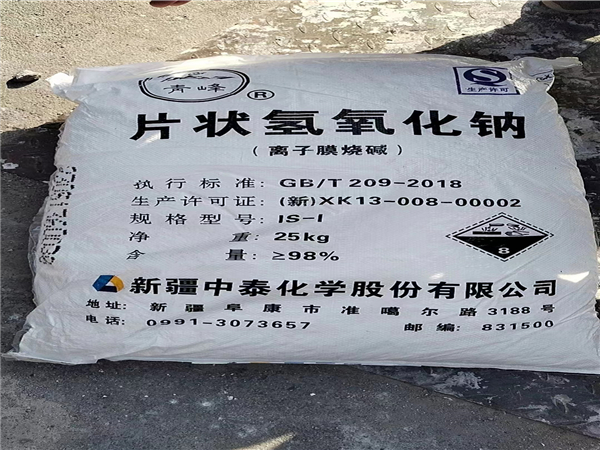 青峰 ®
生产许可
片状氢氧化钠
(离子膜烧碱)
执行标准: GB/T 209-2018
生产许可证: (新)XK13-008-00002
规格型号: IS-I
净 重: 25kg
含 量: ≥98%
8
新疆中泰化学股份有限公司
地址: 新疆阜康市准噶尔路3188号
电话: 0991-3073657 邮编: 831500